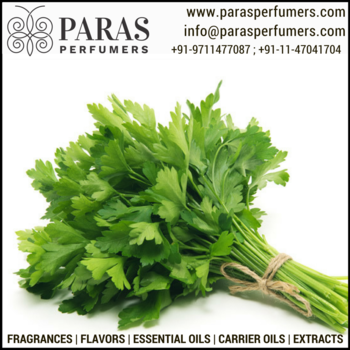 PARAS
PERFUMERS
www.parasperfumers.com
info@parasperfumers.com
+91-9711477087 ; +91-11-47041704
FRAGRANCES | FLAVORS | ESSENTIAL OILS | CARRIER OILS | EXTRACTS